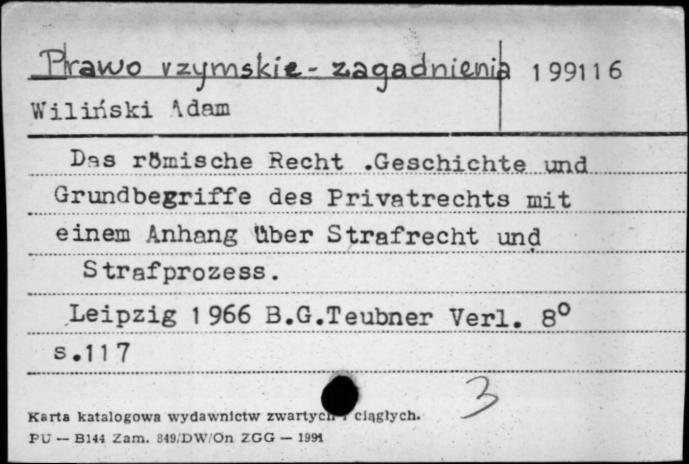 Prawo rzymskie - zagadnienia 199116
Wiliński Adam
Das römische Recht .Geschichte und
Grundbegriffe des Privatrechts mit
einem Anhang über Strafrecht und
Strafprozess.
Leipzig 1966 B.G.Teubner Verl. 8°
s.117
3
Karta katalogowa wydawnictw zwartych i ciągłych.
PU — B144 Zam. 849/DW/On ZGG — 1991